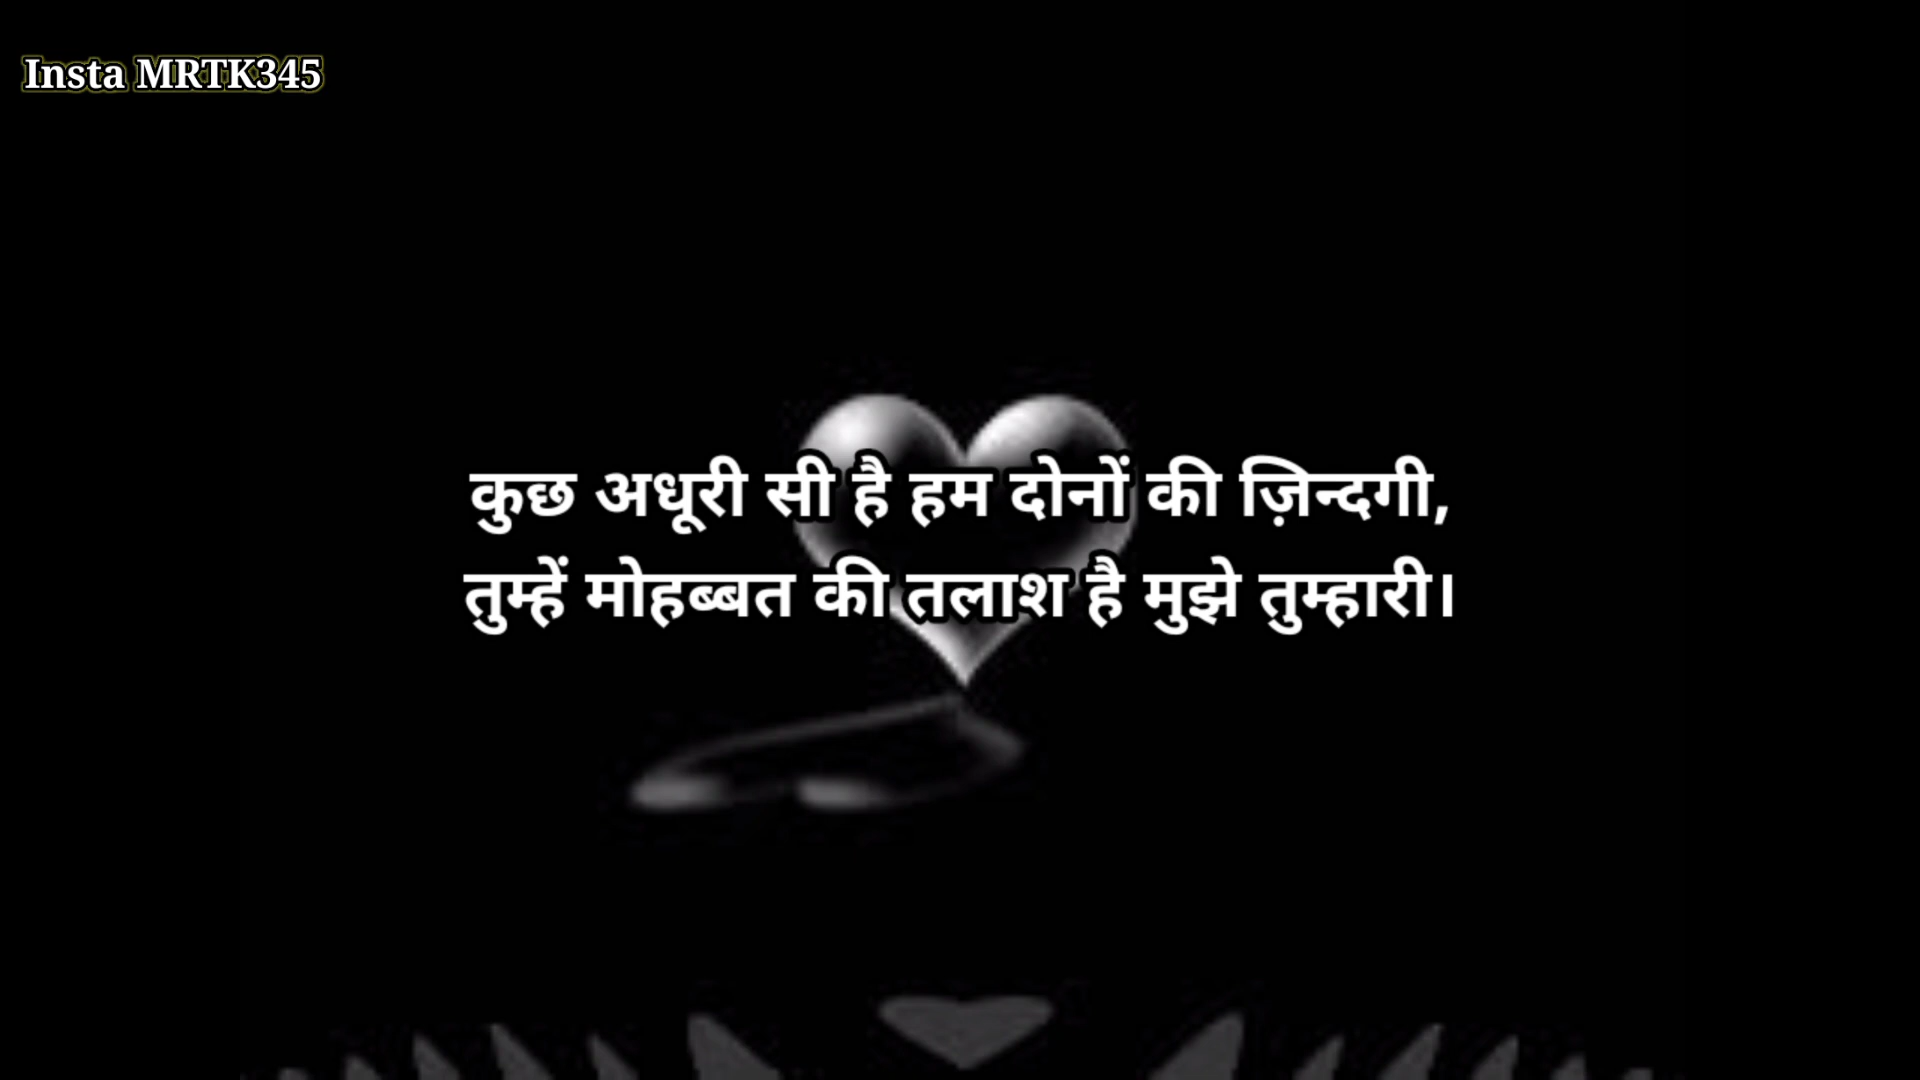 Insta MRTK345
कुछ अधूरी सी है हम दोनों की ज़िन्दगी,
तुम्हें मोहब्बत की तलाश है मुझे तुम्हारी।